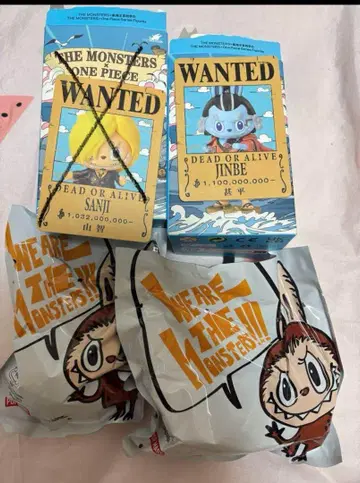 THE MONSTERS
×
ONE PIECE
WANTED
DEAD OR ALIVE
SANJI
1,032,000,000-
山智
WANTED
DEAD OR ALIVE
JINBE
1,100,000,000-
甚平
WE ARE
THE
MONSTERS!!!
WE ARE
THE
MONSTERS!!!